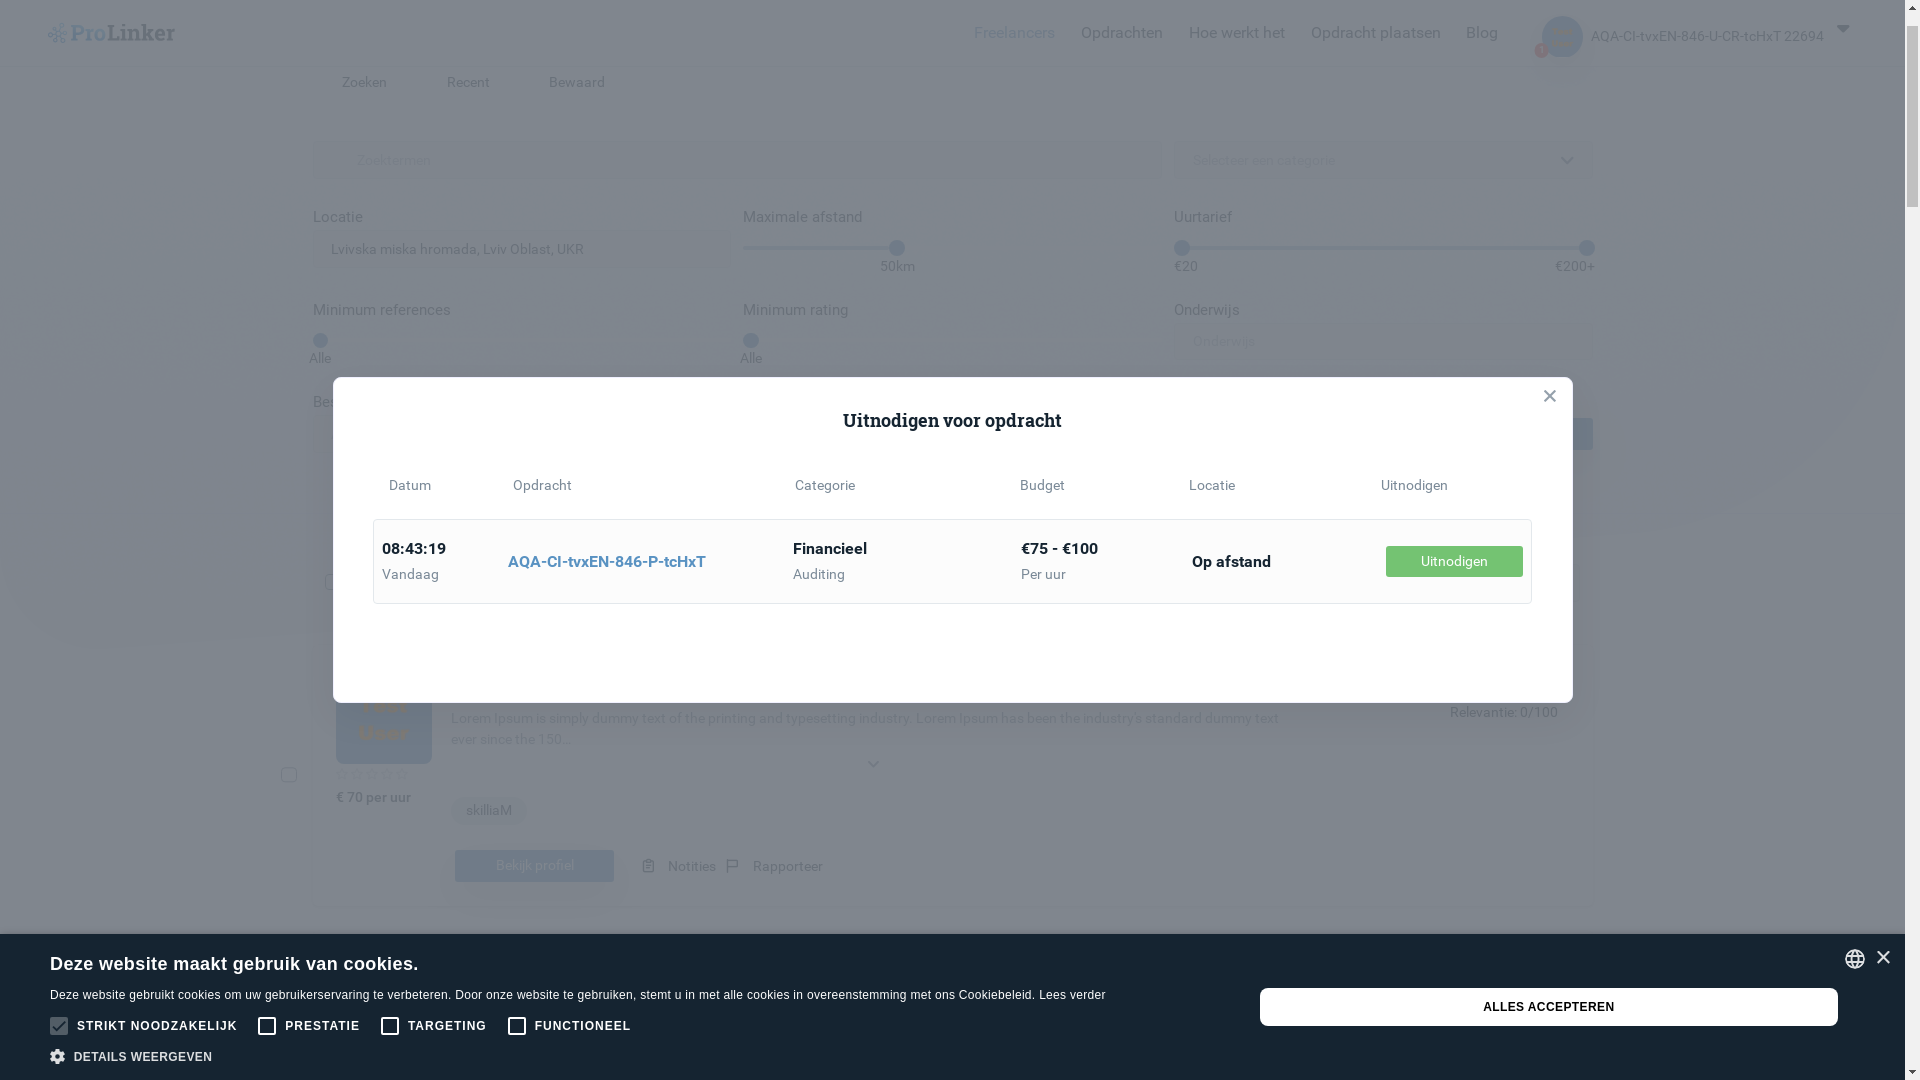 ProLinker
Freelancers Opdrachten Hoe werkt het Opdracht plaatsen Blog
AQA-CI-tvxEN-846-U-CR-tcHxT 22694
Zoeken Recent Bewaard
Zoektermen
Selecteer een categorie
Locatie Maximale afstand Uurtarief
Lvivska miska hromada, Lviv Oblast, UKR
50km €20 €200+
Minimum references Minimum rating Onderwijs
Onderwijs
Alle Alle
Uitnodigen voor opdracht
Datum Opdracht Categorie Budget Locatie Uitnodigen
08:43:19 Financieel €75 - €100
AQA-CI-tvxEN-846-P-tcHxT Op afstand Uitnodigen
Vandaag Auditing Per uur
Relevantie: 0/100
Lorem Ipsum is simply dummy text of the printing and typesetting industry. Lorem Ipsum has been the industry's standard dummy text
ever since the 150...
€ 70 per uur
skilliaM
Bekijk profiel Notities Rapporteer
Deze website maakt gebruik van cookies.
Deze website gebruikt cookies om uw gebruikerservaring te verbeteren. Door onze website te gebruiken, stemt u in met alle cookies in overeenstemming met ons Cookiebeleid. Lees verder
ALLES ACCEPTEREN
STRIKT NOODZAKELIJK PRESTATIE TARGETING FUNCTIONEEL
DETAILS WEERGEVEN